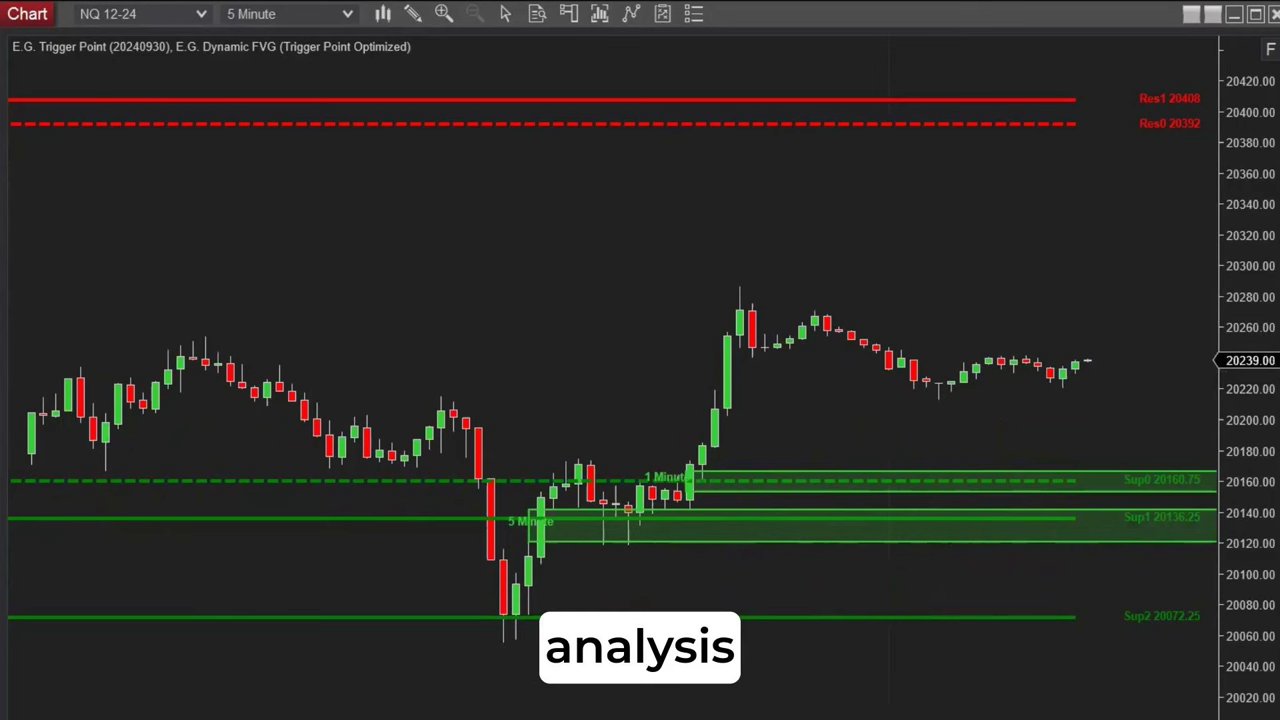 Chart NQ 12-24 5 Minute
E.G. Trigger Point (20240930), E.G. Dynamic FVG (Trigger Point Optimized)
F
20420.00
Res1 20408
20400.00
Res0 20392
20380.00
20360.00
20340.00
20320.00
20300.00
20280.00
20260.00
20239.00
20220.00
20200.00
20180.00
1 Minute
Sup0 20160.75
20160.00
5 Minute
Sup1 20136.25
20140.00
20120.00
20100.00
20080.00
Sup2 20072.25
20060.00
analysis
20040.00
20020.00